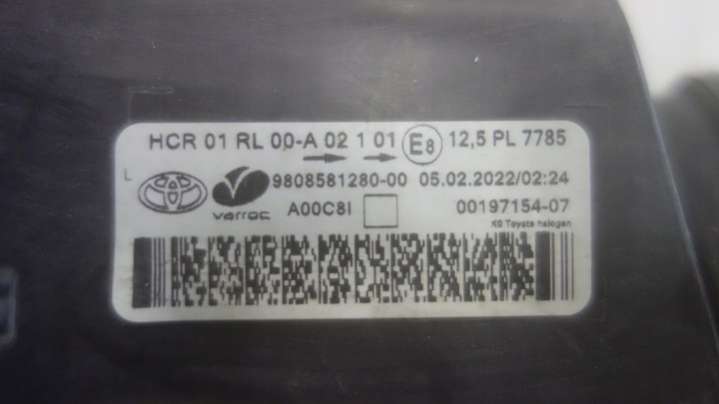 HCR 01 RL 00-A 02 1 01 E8 12,5 PL 7785
L
9808581280-00 05.02.2022/02:24
varroc A00C8I 00197154-07
K0 Toyota halogen